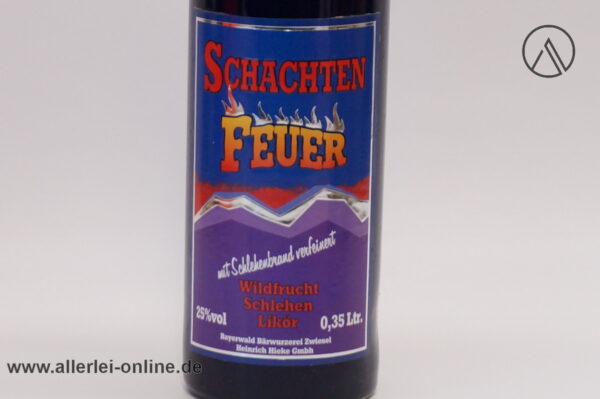 SCHACHTEN
FEUER
mit Schlehenbrand verfeinert
Wildfrucht
Schlehen
Likör
25%vol
0,35 Ltr.
Bayerwald Bärwurzerei Zwiesel
Heinrich Hieke Gmbh
www.allerlei-online.de